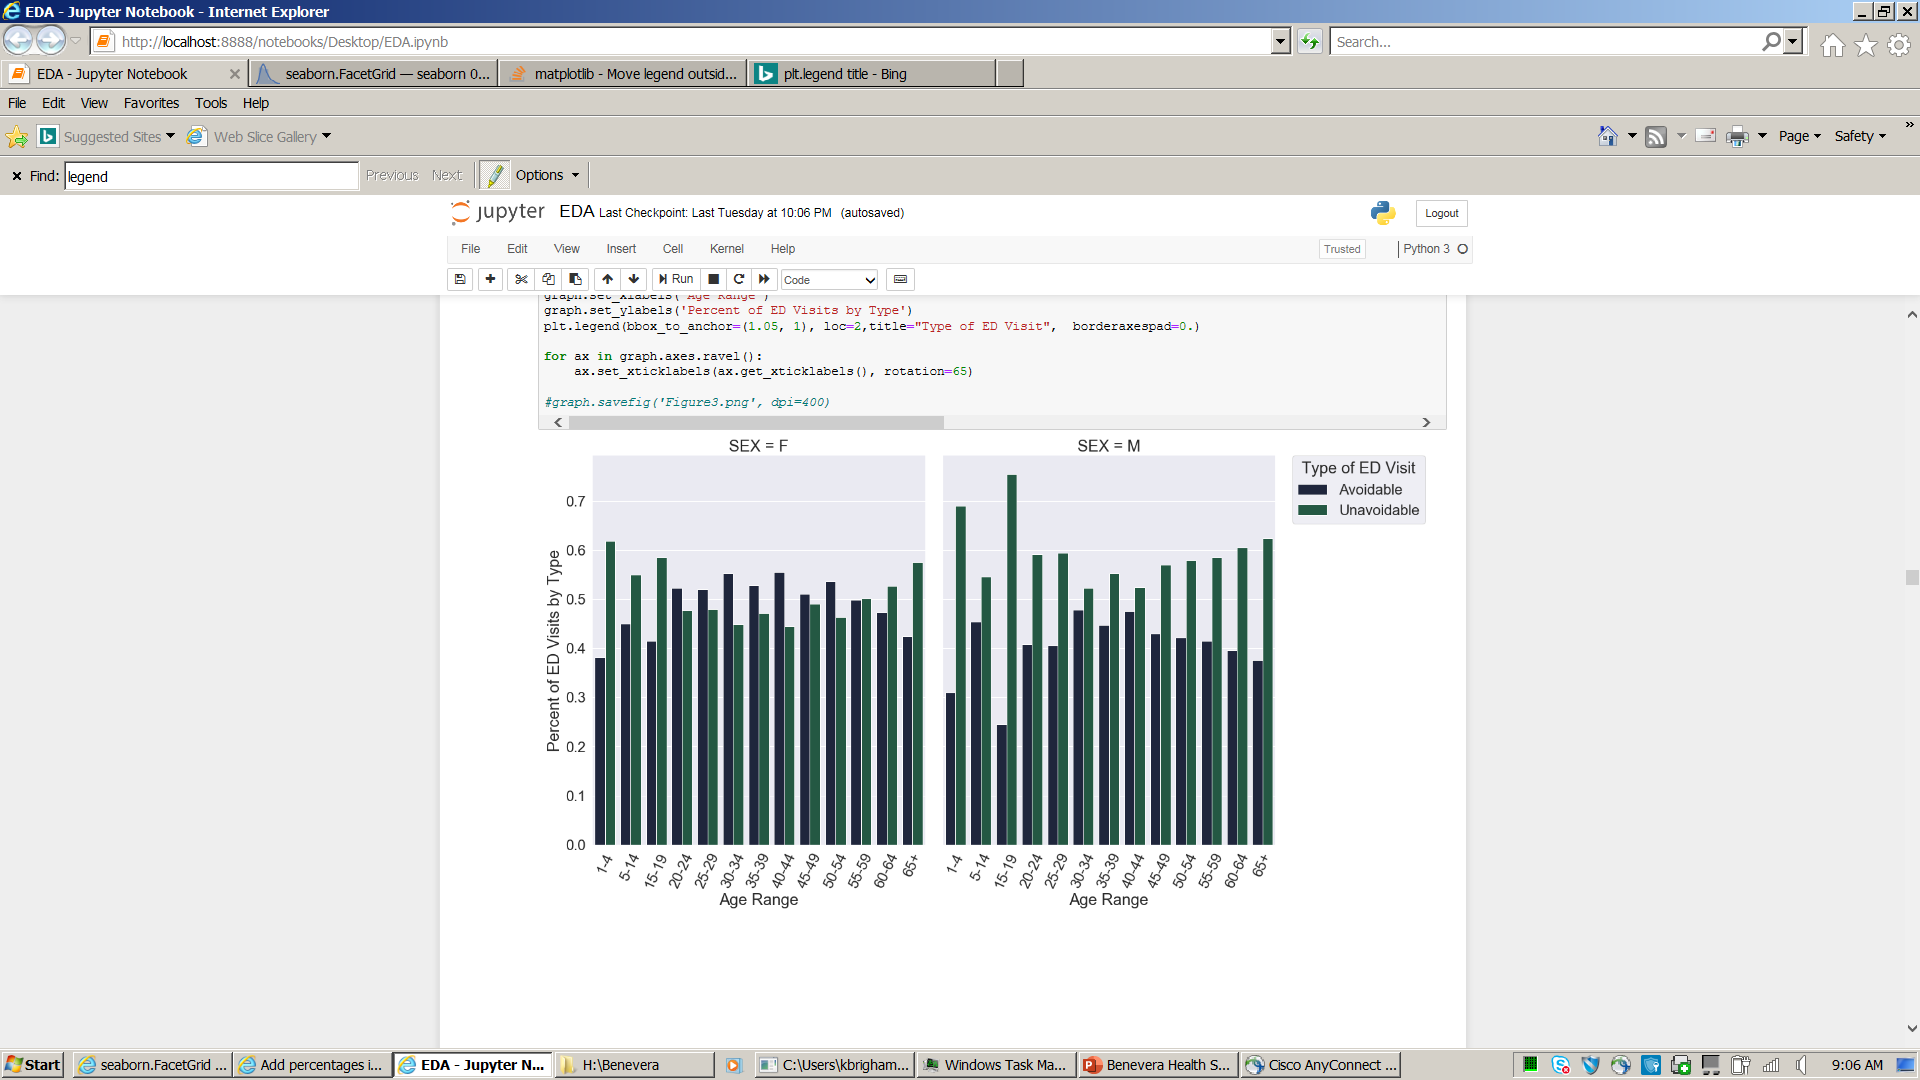 EDA - Jupyter Notebook - Internet Explorer
http://localhost:8888/notebooks/Desktop/EDA.ipynb
Search...
EDA - Jupyter Notebook
seaborn.FacetGrid — seaborn 0...
matplotlib - Move legend outsid...
plt.legend title - Bing
File Edit View Favorites Tools Help
Suggested Sites
Web Slice Gallery
Page
Safety
Find: legend Previous Next Options
jupyter EDA Last Checkpoint: Last Tuesday at 10:06 PM (autosaved)
Logout
File Edit View Insert Cell Kernel Help
Trusted
Python 3
Run
Code
graph.set_xlabels('Age Range')
graph.set_ylabels('Percent of ED Visits by Type')
plt.legend(bbox_to_anchor=(1.05, 1), loc=2,title="Type of ED Visit",  borderaxespad=0.)
for ax in graph.axes.ravel():
    ax.set_xticklabels(ax.get_xticklabels(), rotation=65)
#graph.savefig('Figure3.png', dpi=400)
SEX = F
SEX = M
Type of ED Visit
Avoidable
Unavoidable
Percent of ED Visits by Type
0.7
0.6
0.5
0.4
0.3
0.2
0.1
0.0
1-4 5-14 15-19 20-24 25-29 30-34 35-39 40-44 45-49 50-54 55-59 60-64 65+
Age Range
1-4 5-14 15-19 20-24 25-29 30-34 35-39 40-44 45-49 50-54 55-59 60-64 65+
Age Range
Start
seaborn.FacetGrid ...
Add percentages i...
EDA - Jupyter N...
H:\Benevera
C:\Users\kbrigham...
Windows Task Ma...
Benevera Health S...
Cisco AnyConnect ...
9:06 AM